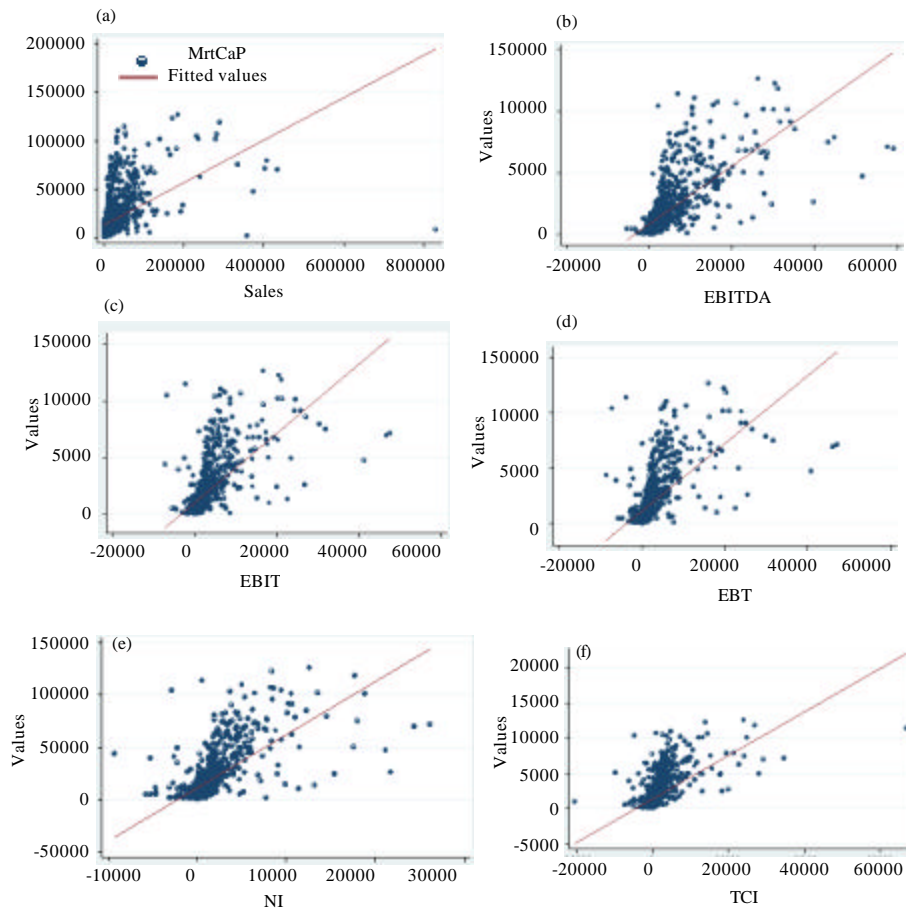 (a)
200000
150000
100000
50000
0
MrtCaP
Fitted values
0 200000 400000 600000 800000
Sales
(b)
Values
150000
10000
5000
0
-20000 0 20000 40000 60000
EBITDA
(c)
Values
150000
10000
5000
0
-20000 0 20000 40000 60000
EBIT
(d)
Values
150000
10000
5000
0
-20000 0 20000 40000 60000
EBT
(e)
Values
150000
100000
50000
0
-50000
-10000 0 10000 20000 30000
NI
(f)
Values
20000
15000
10000
5000
0
-5000
-20000 0 20000 40000 60000
TCI